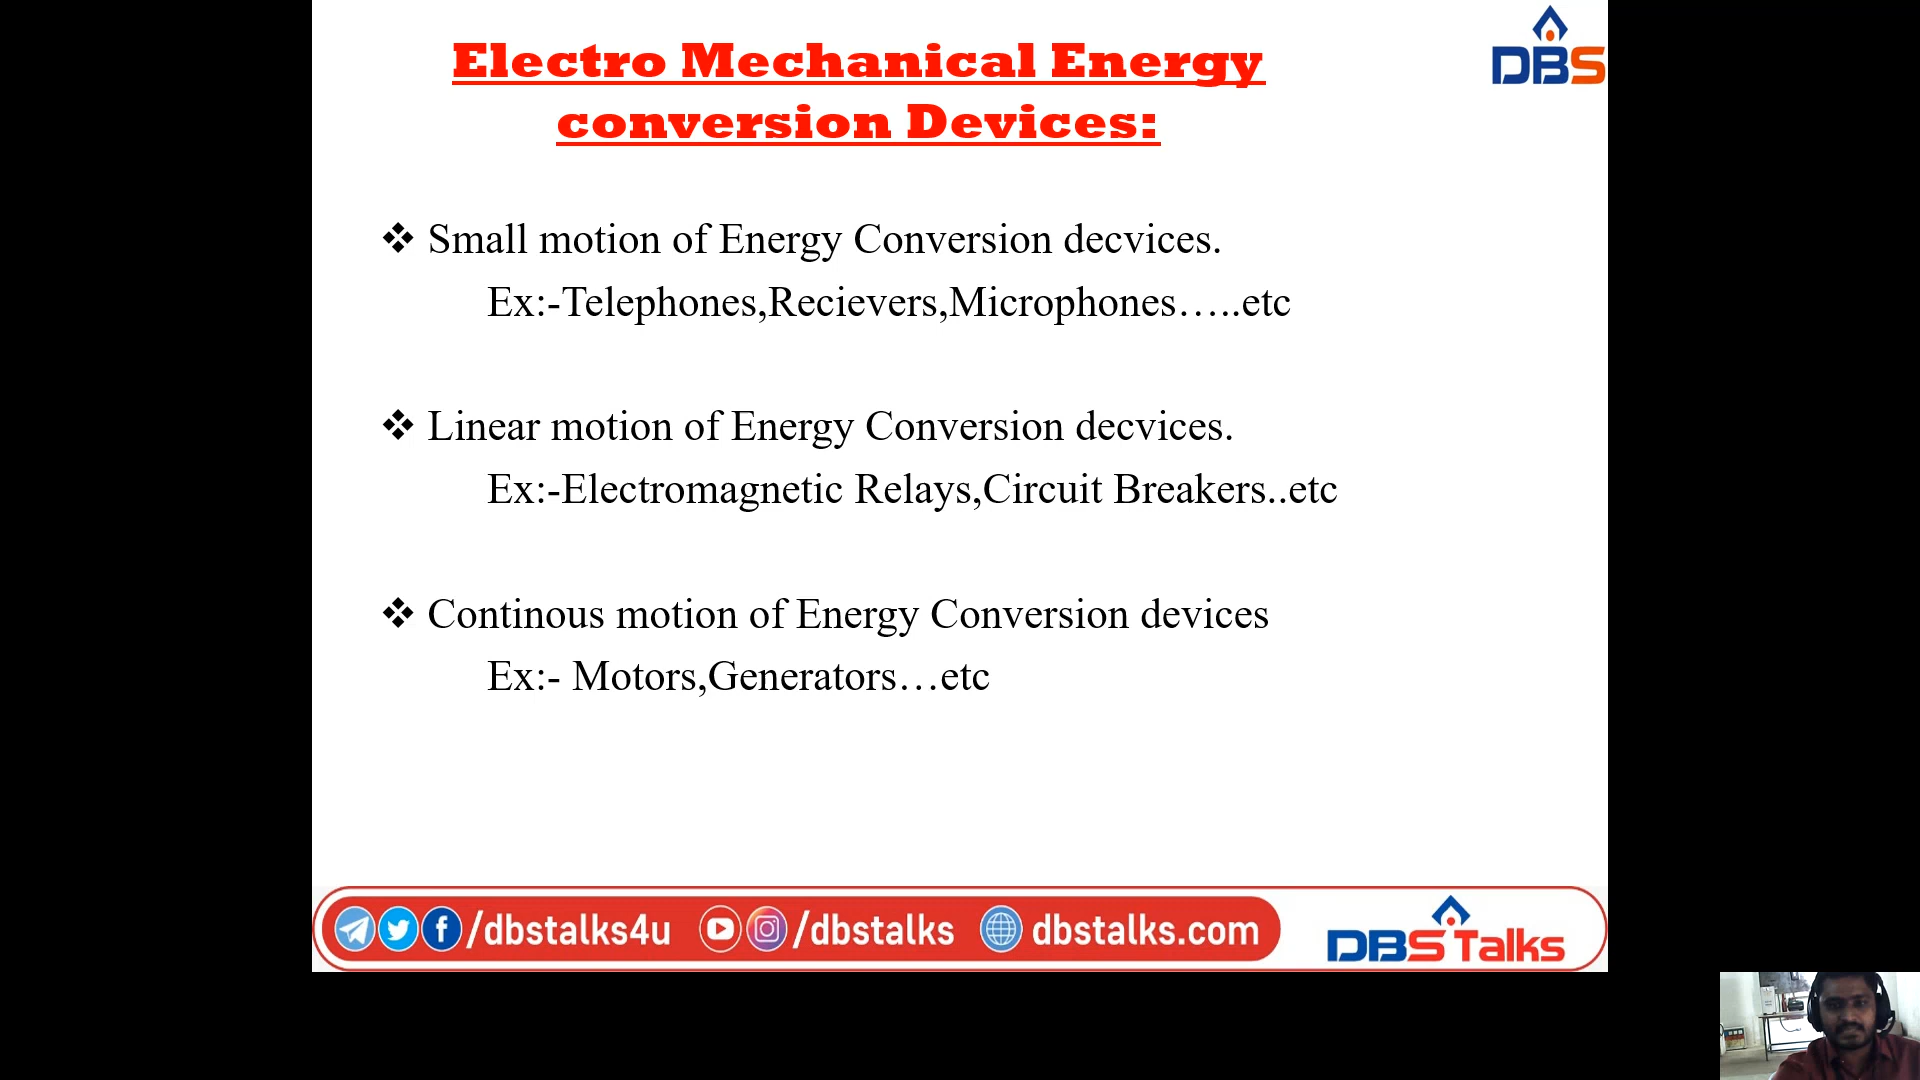 Electro Mechanical Energy
conversion Devices:
DBS
❖ Small motion of Energy Conversion decvices.
Ex:-Telephones,Recievers,Microphones…..etc
❖ Linear motion of Energy Conversion decvices.
Ex:-Electromagnetic Relays,Circuit Breakers..etc
❖ Continous motion of Energy Conversion devices
Ex:- Motors,Generators…etc
/dbstalks4u /dbstalks dbstalks.com DBS Talks